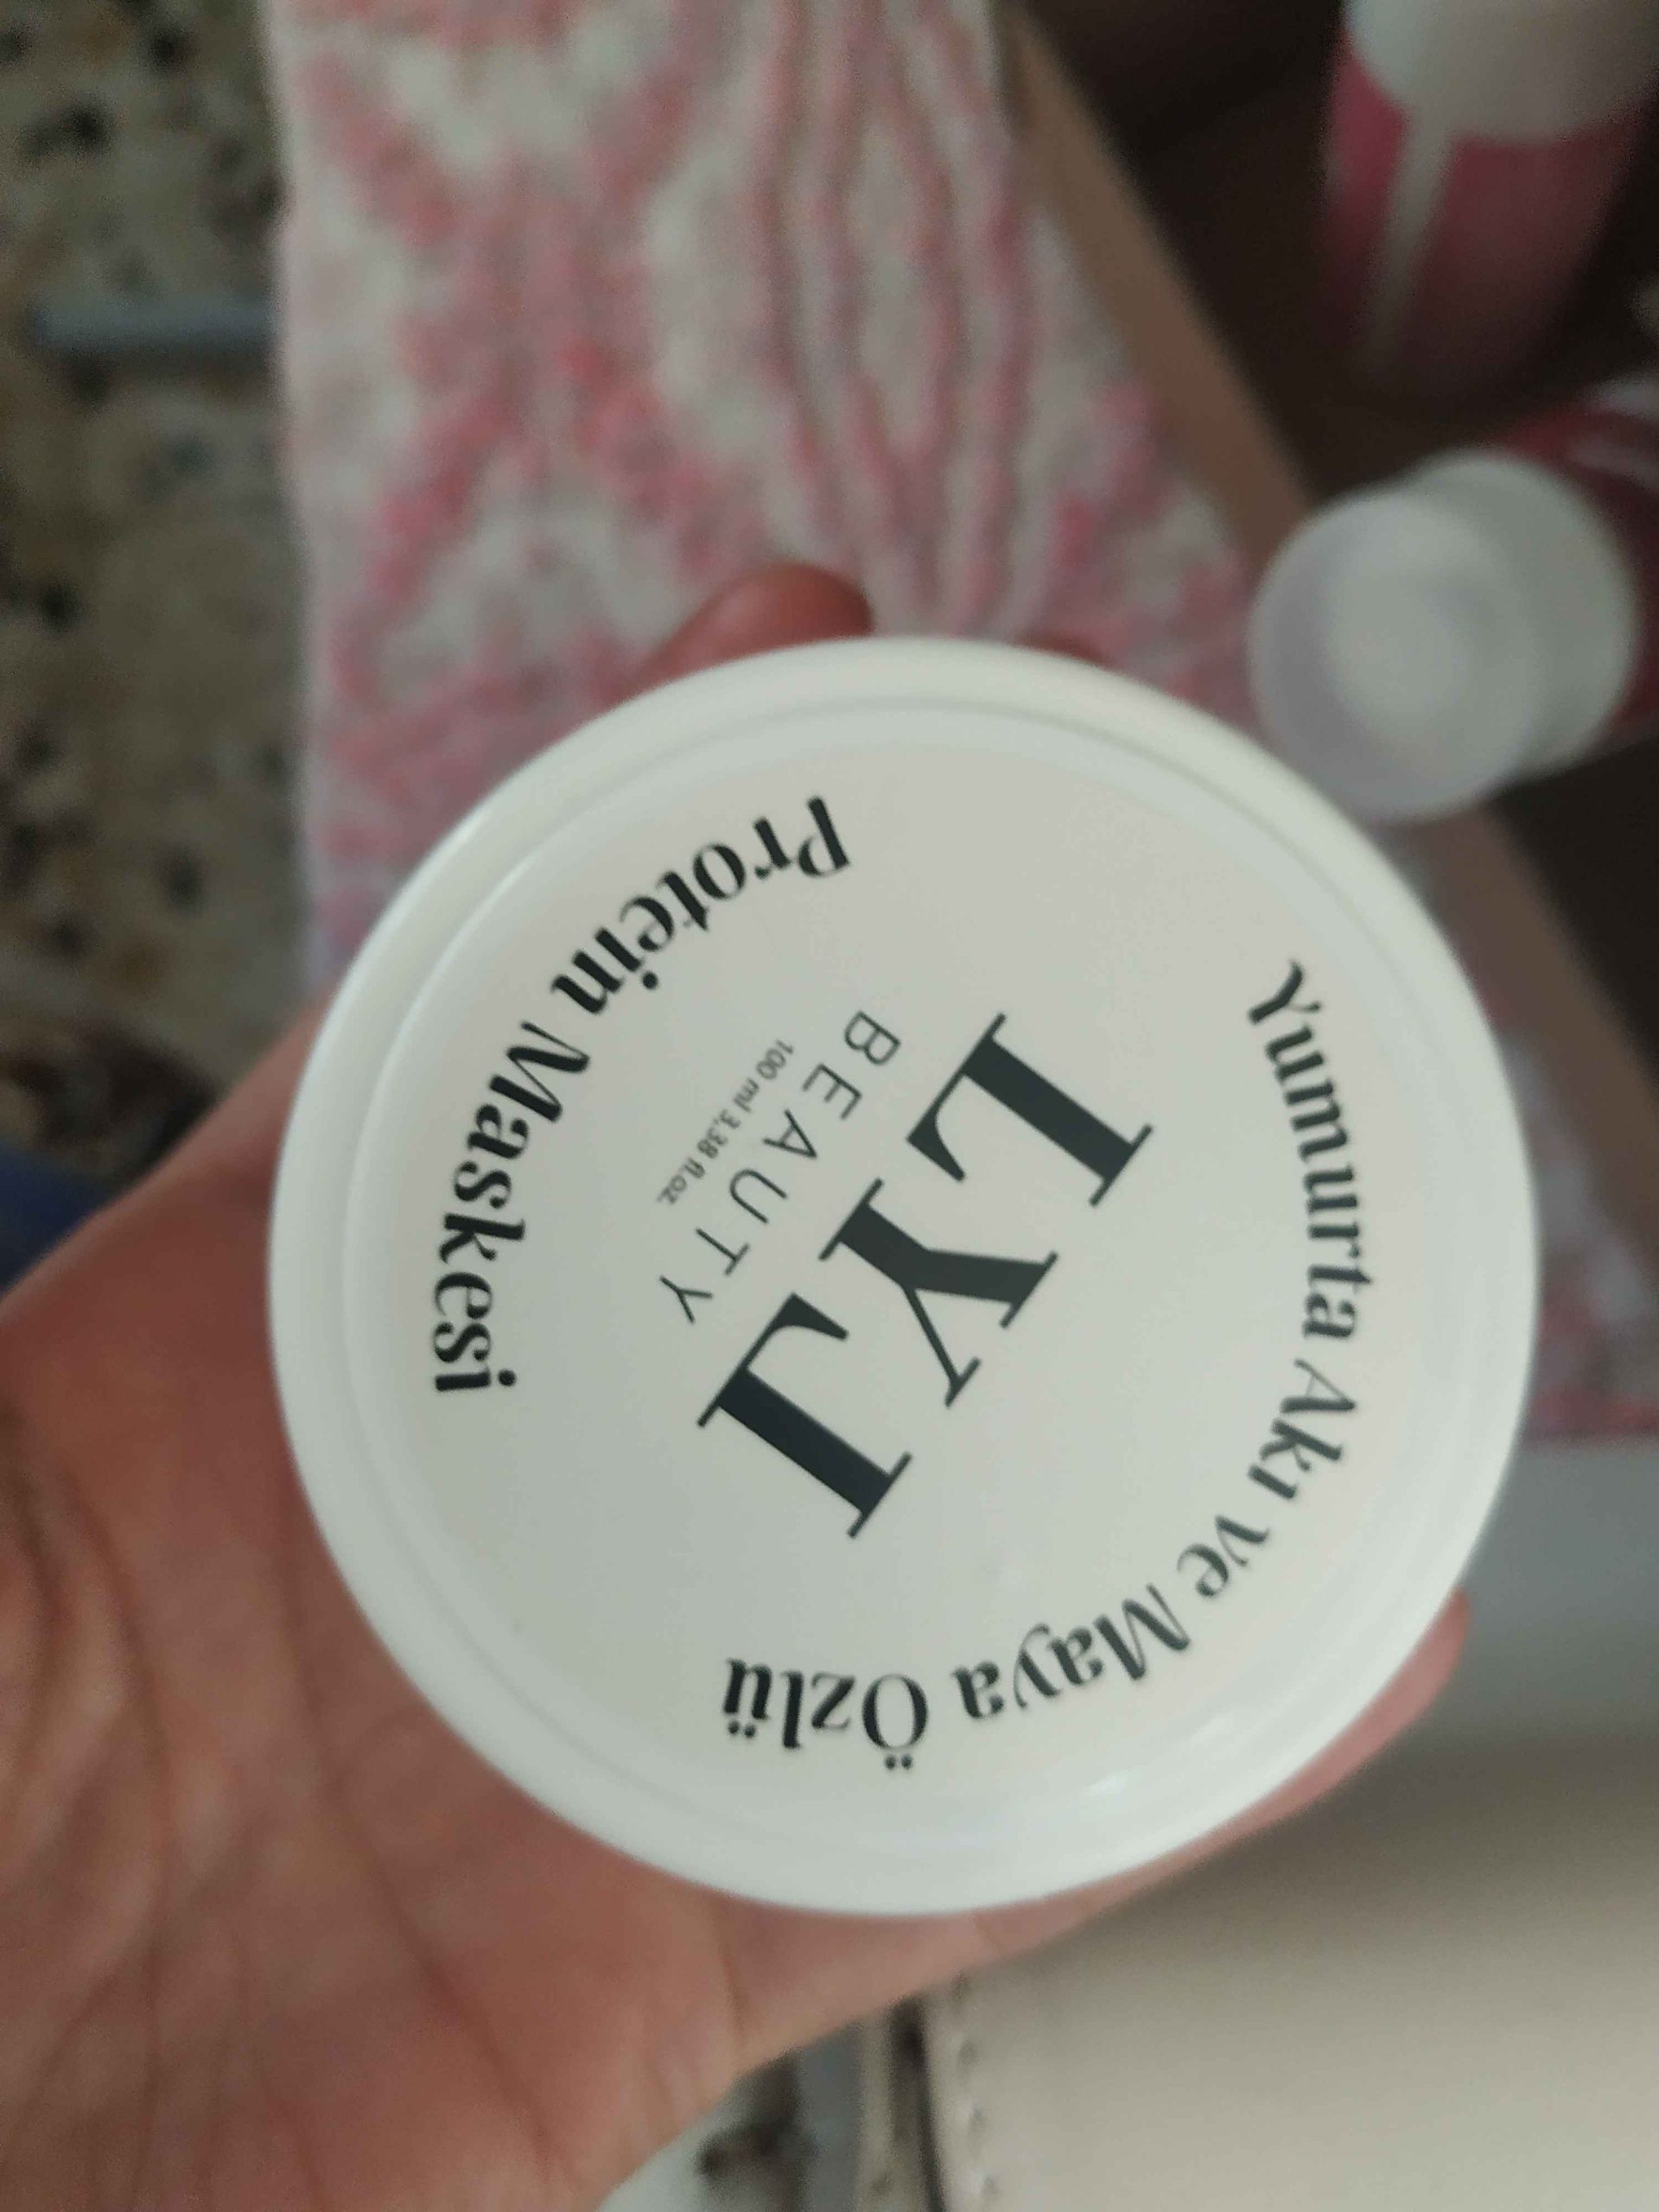 Yumurta Akı ve Maya Özlü
LYL
BEAUTY
100 ml 3,38 fl.oz.
Protein Maskesi